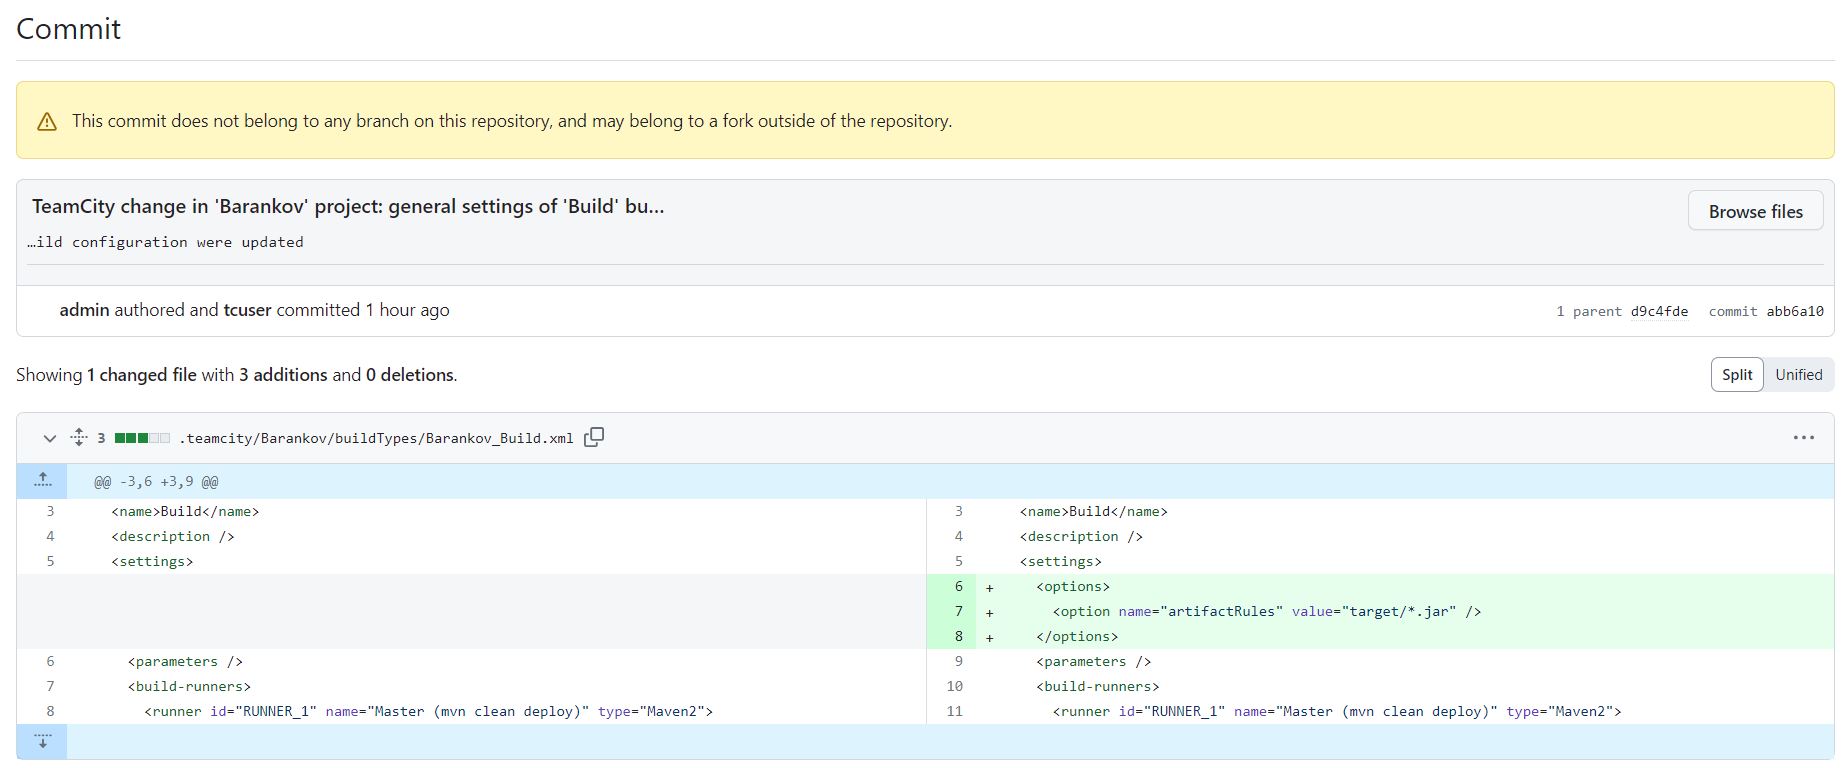 Commit
This commit does not belong to any branch on this repository, and may belong to a fork outside of the repository.
TeamCity change in 'Barankov' project: general settings of 'Build' bu…
Browse files
…ild configuration were updated
admin authored and tcuser committed 1 hour ago
1 parent d9c4fde commit abb6a10
Showing 1 changed file with 3 additions and 0 deletions.
Split Unified
3 .teamcity/Barankov/buildTypes/Barankov_Build.xml
@@ -3,6 +3,9 @@
3 <name>Build</name>
4 <description />
5 <settings>
6 <parameters />
7 <build-runners>
8 <runner id="RUNNER_1" name="Master (mvn clean deploy)" type="Maven2">
3 <name>Build</name>
4 <description />
5 <settings>
6 + <options>
7 + <option name="artifactRules" value="target/*.jar" />
8 + </options>
9 <parameters />
10 <build-runners>
11 <runner id="RUNNER_1" name="Master (mvn clean deploy)" type="Maven2">